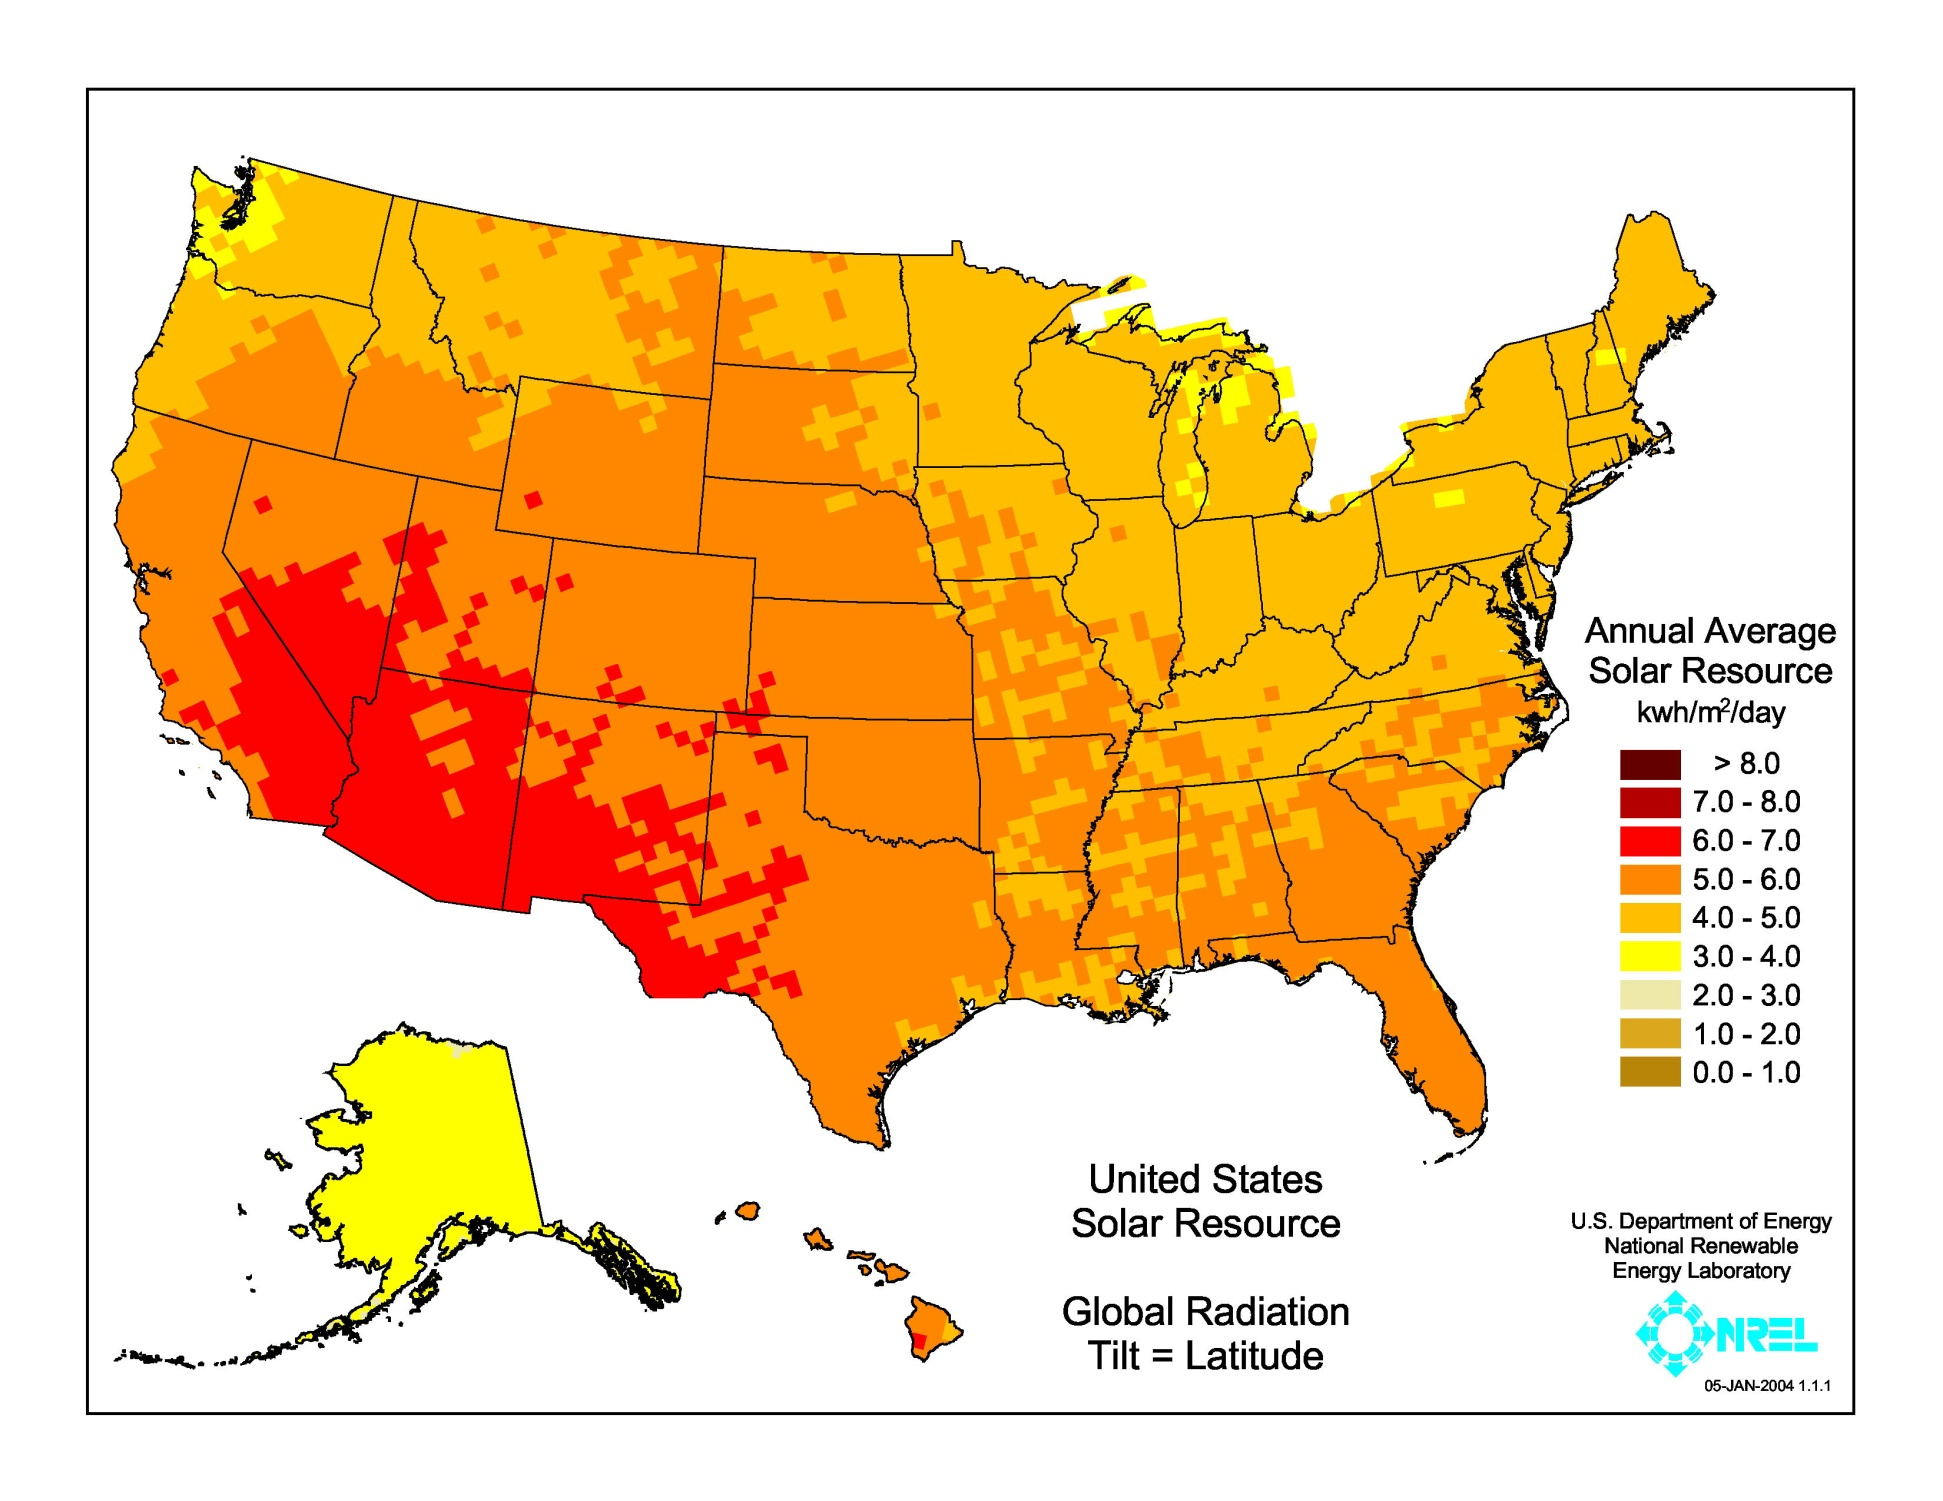 Annual Average
Solar Resource
kwh/m²/day
> 8.0
7.0 - 8.0
6.0 - 7.0
5.0 - 6.0
4.0 - 5.0
3.0 - 4.0
2.0 - 3.0
1.0 - 2.0
0.0 - 1.0
United States
Solar Resource
Global Radiation
Tilt = Latitude
U.S. Department of Energy
National Renewable
Energy Laboratory
NREL
05-JAN-2004 1.1.1